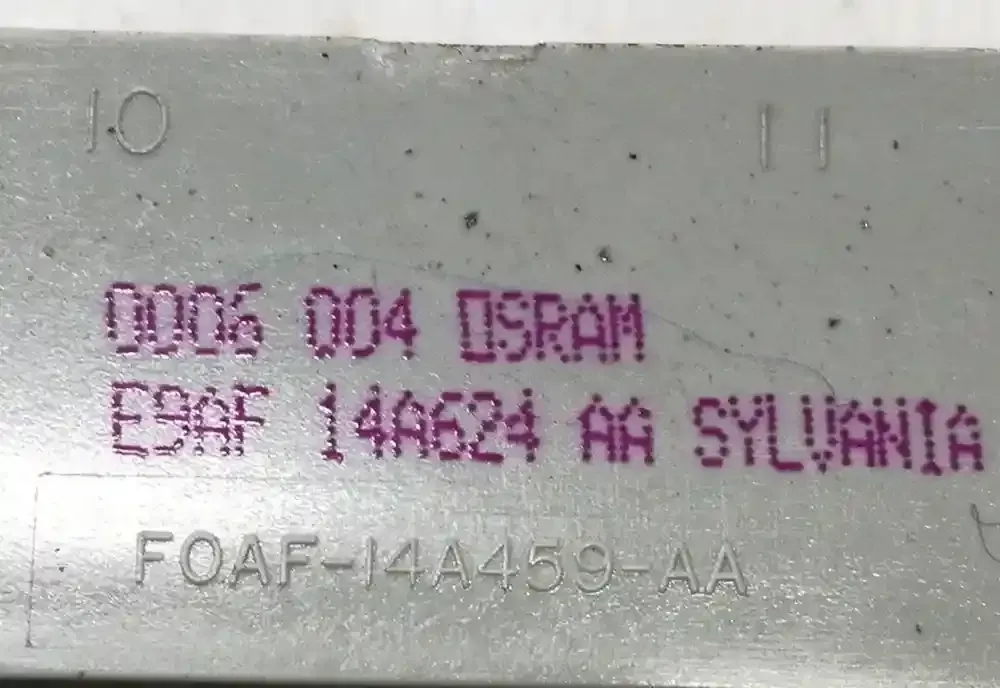 10 11
0006 004 OSRAM
E9AF 14A624 AA SYLVANIA
F0AF-14A459-AA